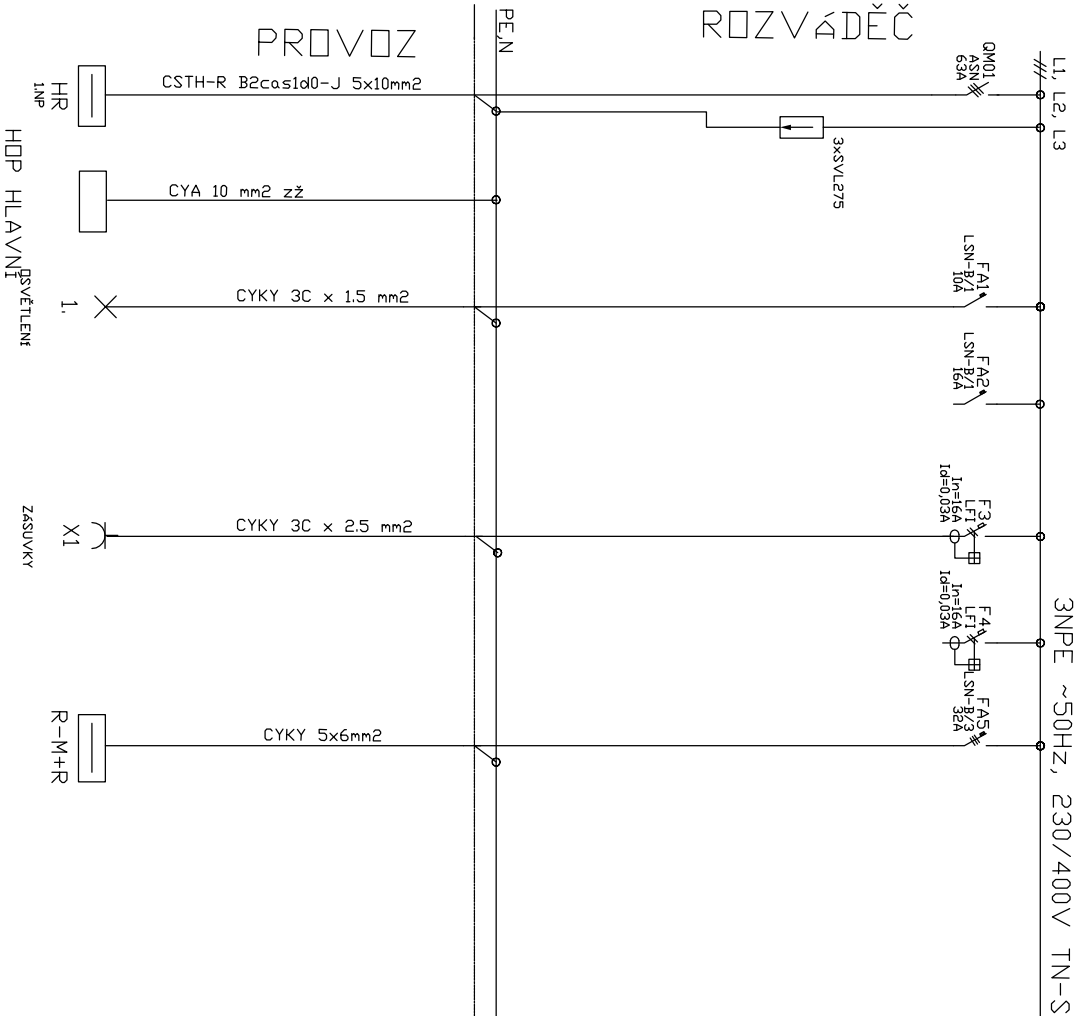 ROZVáDĚČ
PROVOZ
PE,N
L1, L2, L3
3NPE ~50Hz, 230/400V TN-S
QM01
ASN
63A
3xSVL275
FA1
LSN-B/1
10A
FA2
LSN-B/1
16A
F3
LFI
In=16A
Id=0,03A
F4
LFI
In=16A
Id=0,03A
FA5
LSN-B/3
32A
CSTH-R B2cas1d0-J 5x10mm2
CYA 10 mm2 zž
CYKY 3C x 1.5 mm2
CYKY 3C x 2.5 mm2
CYKY 5x6mm2
HR
1.NP
HOP HLAVNÍ
1.
OSVĚTLENí
X1
ZáSUVKY
R-M+R